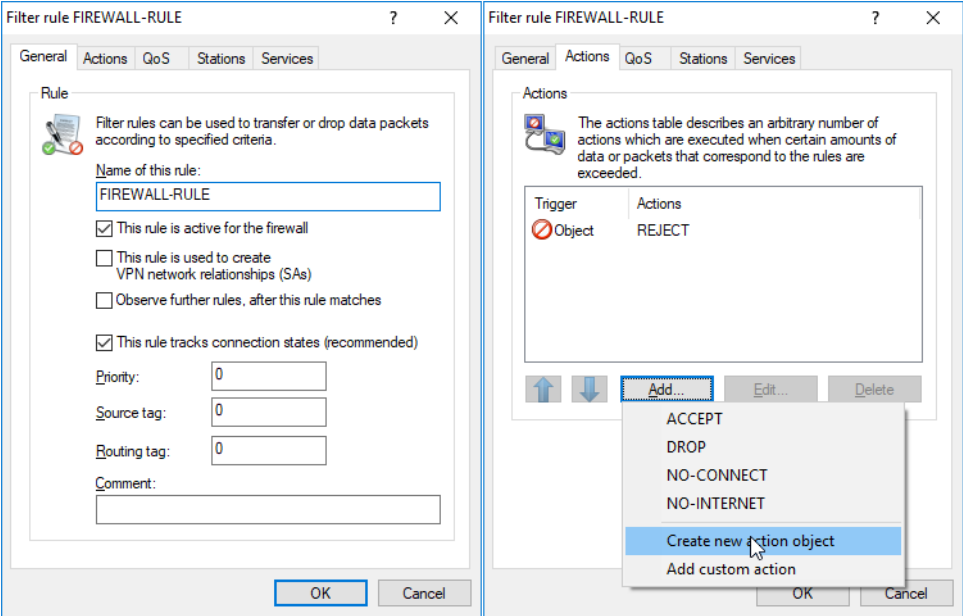 Filter rule FIREWALL-RULE
General Actions QoS Stations Services
Rule
Filter rules can be used to transfer or drop data packets
according to specified criteria.
Name of this rule:
FIREWALL-RULE
This rule is active for the firewall
This rule is used to create
VPN network relationships (SAs)
Observe further rules, after this rule matches
This rule tracks connection states (recommended)
Priority: 0
Source tag: 0
Routing tag: 0
Comment:
OK Cancel
Filter rule FIREWALL-RULE
General Actions QoS Stations Services
Actions
The actions table describes an arbitrary number of
actions which are executed when certain amounts of
data or packets that correspond to the rules are
exceeded.
Trigger Actions
Object REJECT
Add... Edit... Delete
ACCEPT
DROP
NO-CONNECT
NO-INTERNET
Create new action object
Add custom action
OK Cancel